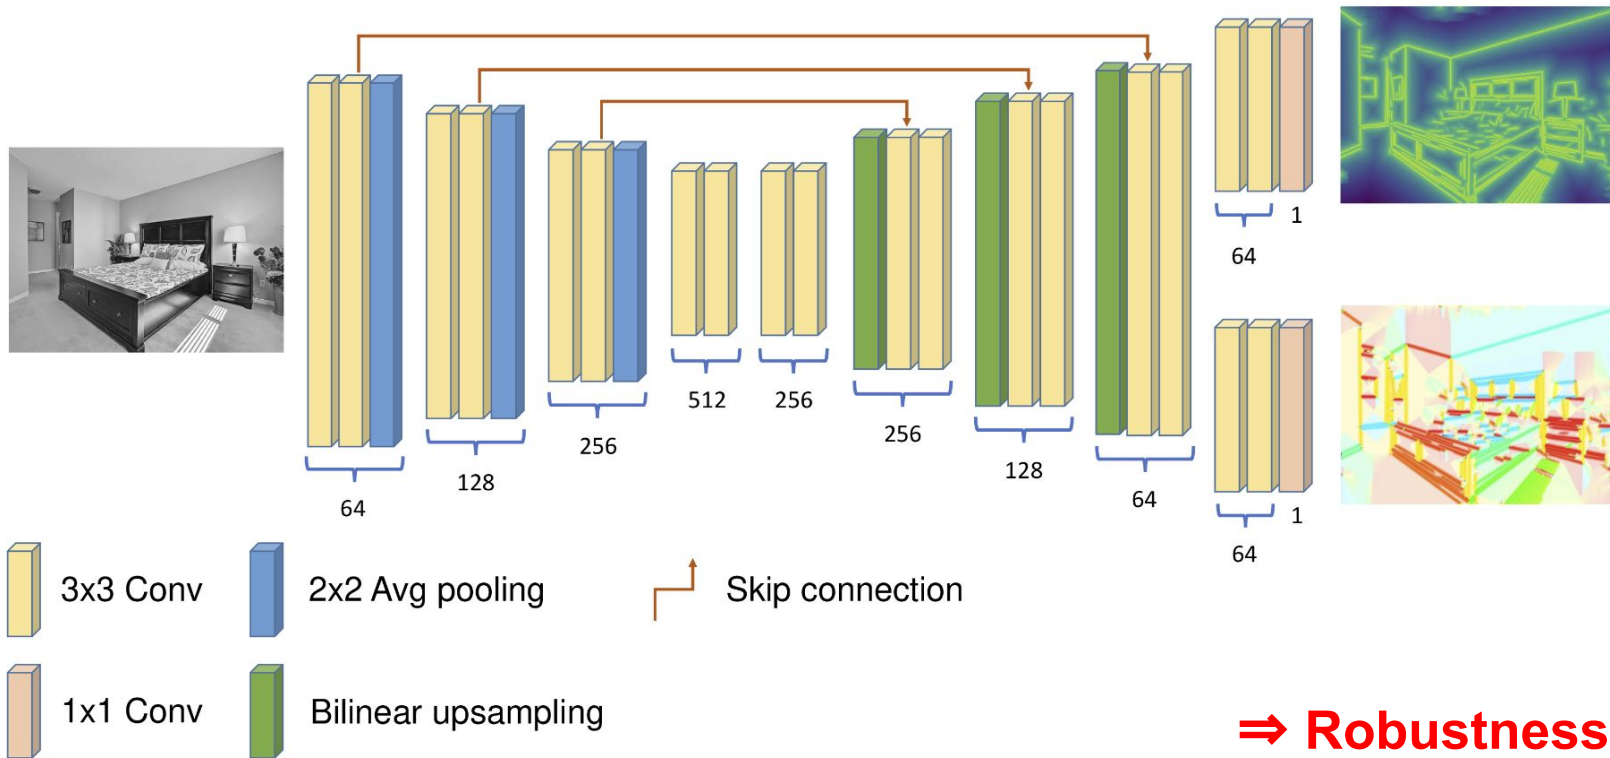 1
64
1
64
512
256
256
256
128
128
64
64
3x3 Conv
2x2 Avg pooling
Skip connection
1x1 Conv
Bilinear upsampling
⇒ Robustness